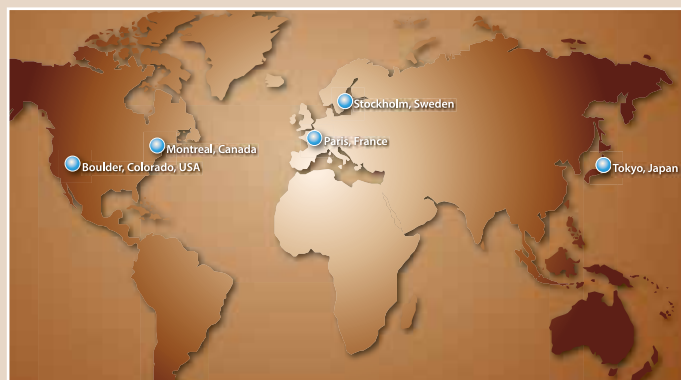 Stockholm, Sweden
Paris, France
Montreal, Canada
Boulder, Colorado, USA
Tokyo, Japan